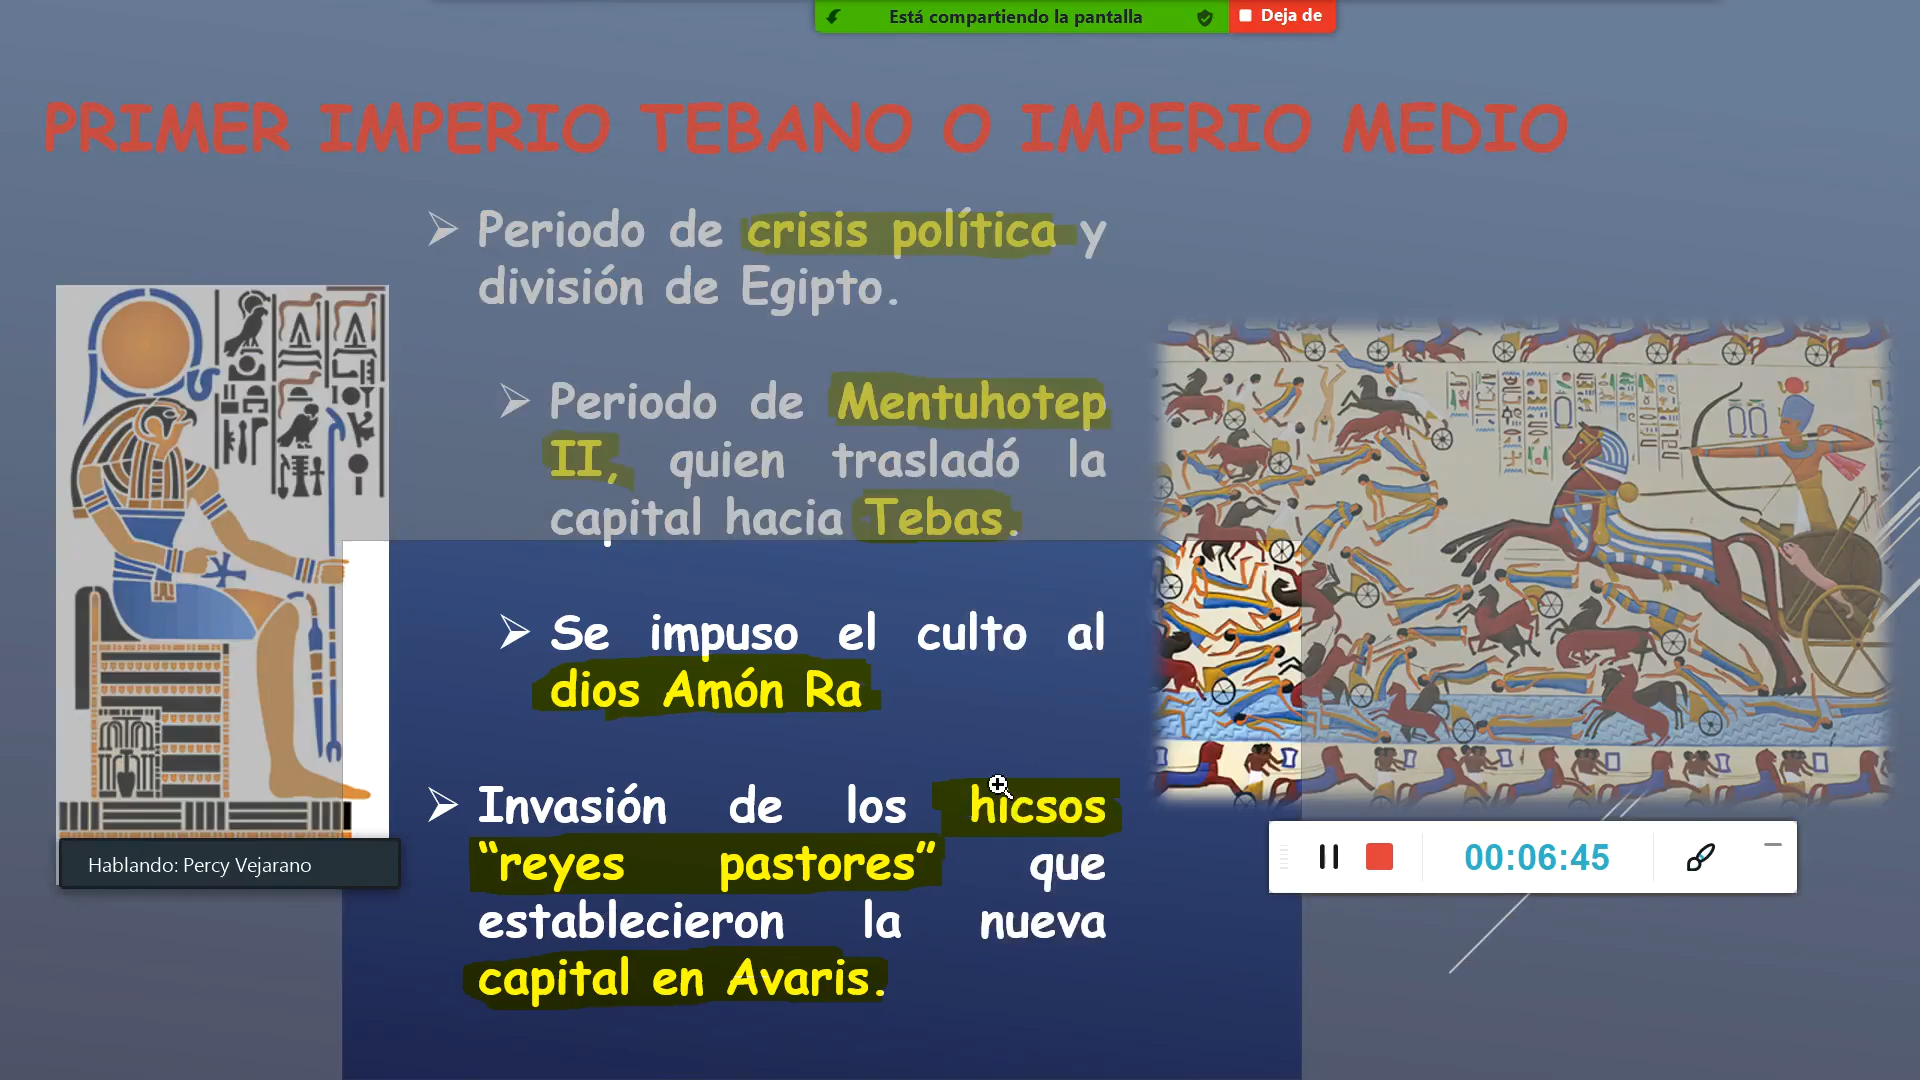 Está compartiendo la pantalla
Deja de
PRIMER IMPERIO TEBANO O IMPERIO MEDIO
Periodo de crisis política y
división de Egipto.
Periodo de Mentuhotep
II, quien trasladó la
capital hacia Tebas.
Se impuso el culto al
dios Amón Ra
Invasión de los hicsos
“reyes pastores” que
establecieron la nueva
capital en Avaris.
Hablando: Percy Vejarano
00:06:45